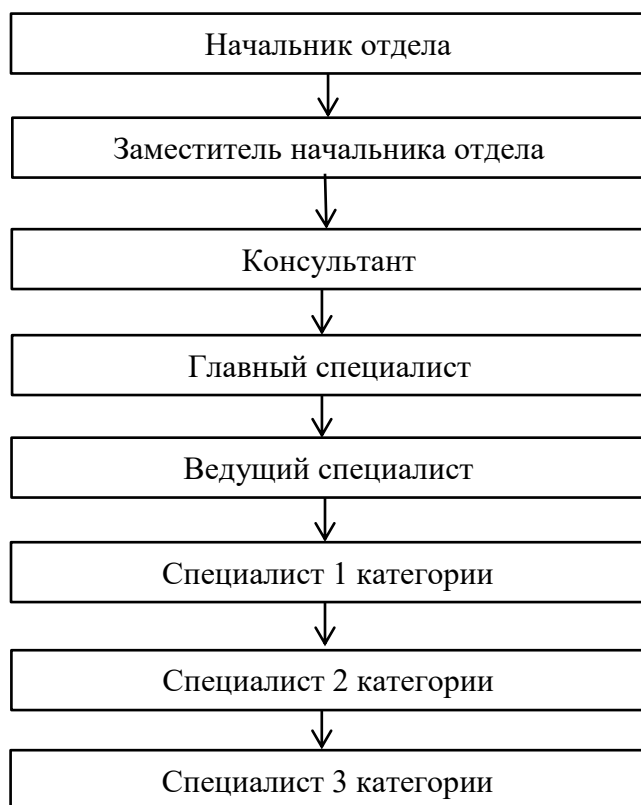 Начальник отдела
Заместитель начальника отдела
Консультант
Главный специалист
Ведущий специалист
Специалист 1 категории
Специалист 2 категории
Специалист 3 категории